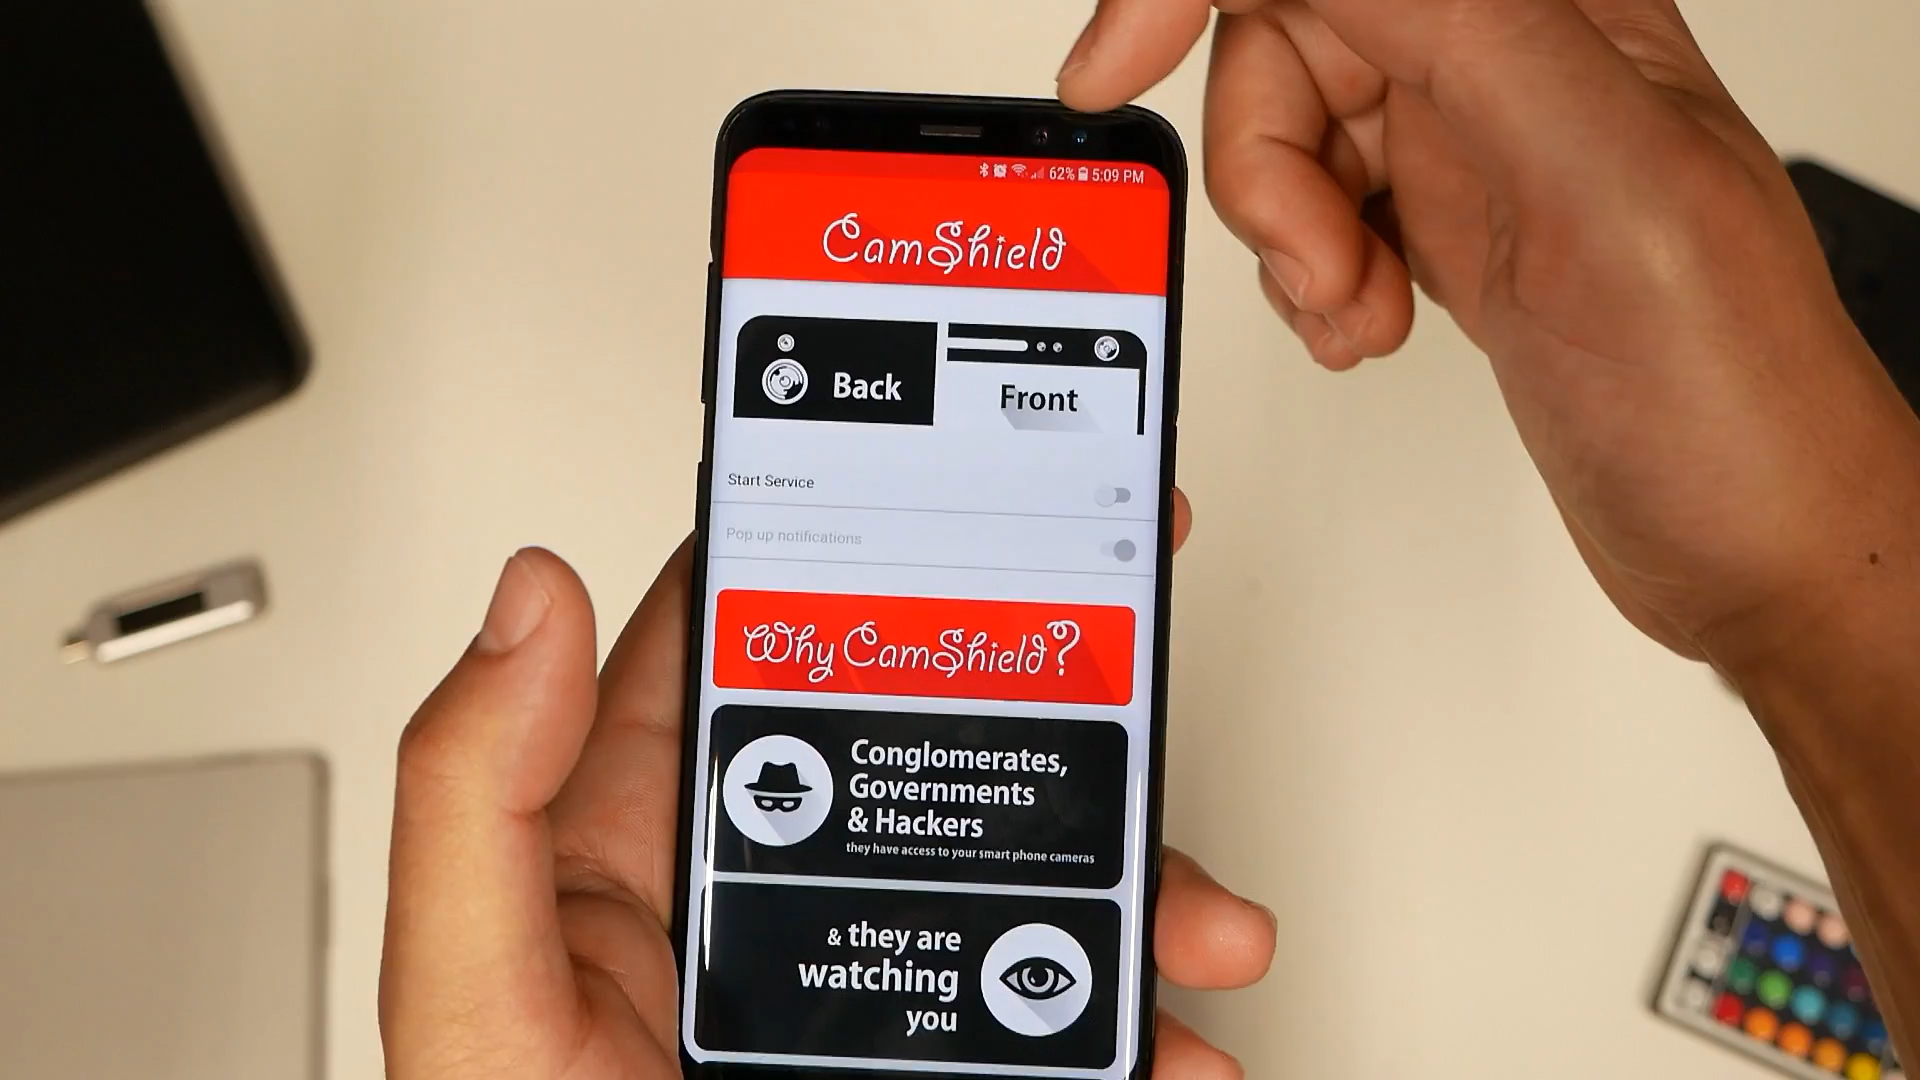 62% 5:09 PM
CamShield
Back
Front
Start Service
Pop up notifications
Why CamShield?
Conglomerates,
Governments
& Hackers
they have access to your smart phone cameras
& they are
watching
you